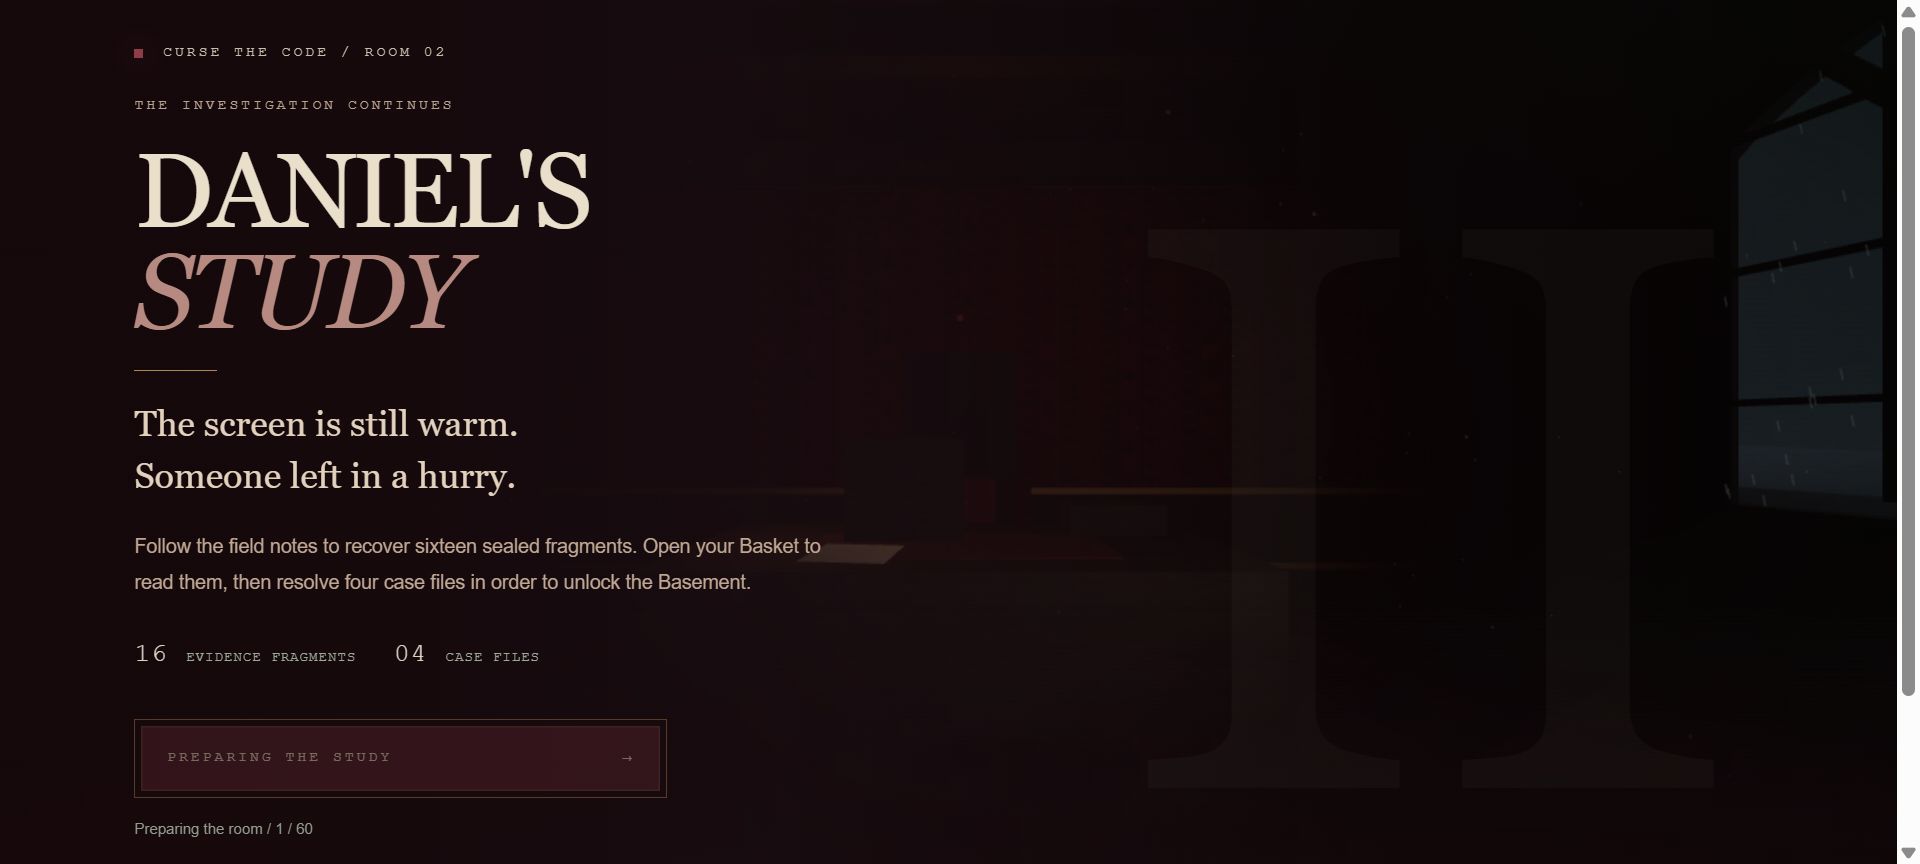 CURSE THE CODE / ROOM 02
THE INVESTIGATION CONTINUES
DANIEL'S
STUDY
The screen is still warm.
Someone left in a hurry.
Follow the field notes to recover sixteen sealed fragments. Open your Basket to
read them, then resolve four case files in order to unlock the Basement.
16 EVIDENCE FRAGMENTS 04 CASE FILES
PREPARING THE STUDY →
Preparing the room / 1 / 60
II